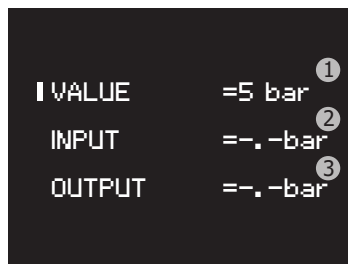 1
VALUE =5 bar
2
INPUT =-.-bar
3
OUTPUT =-.-bar